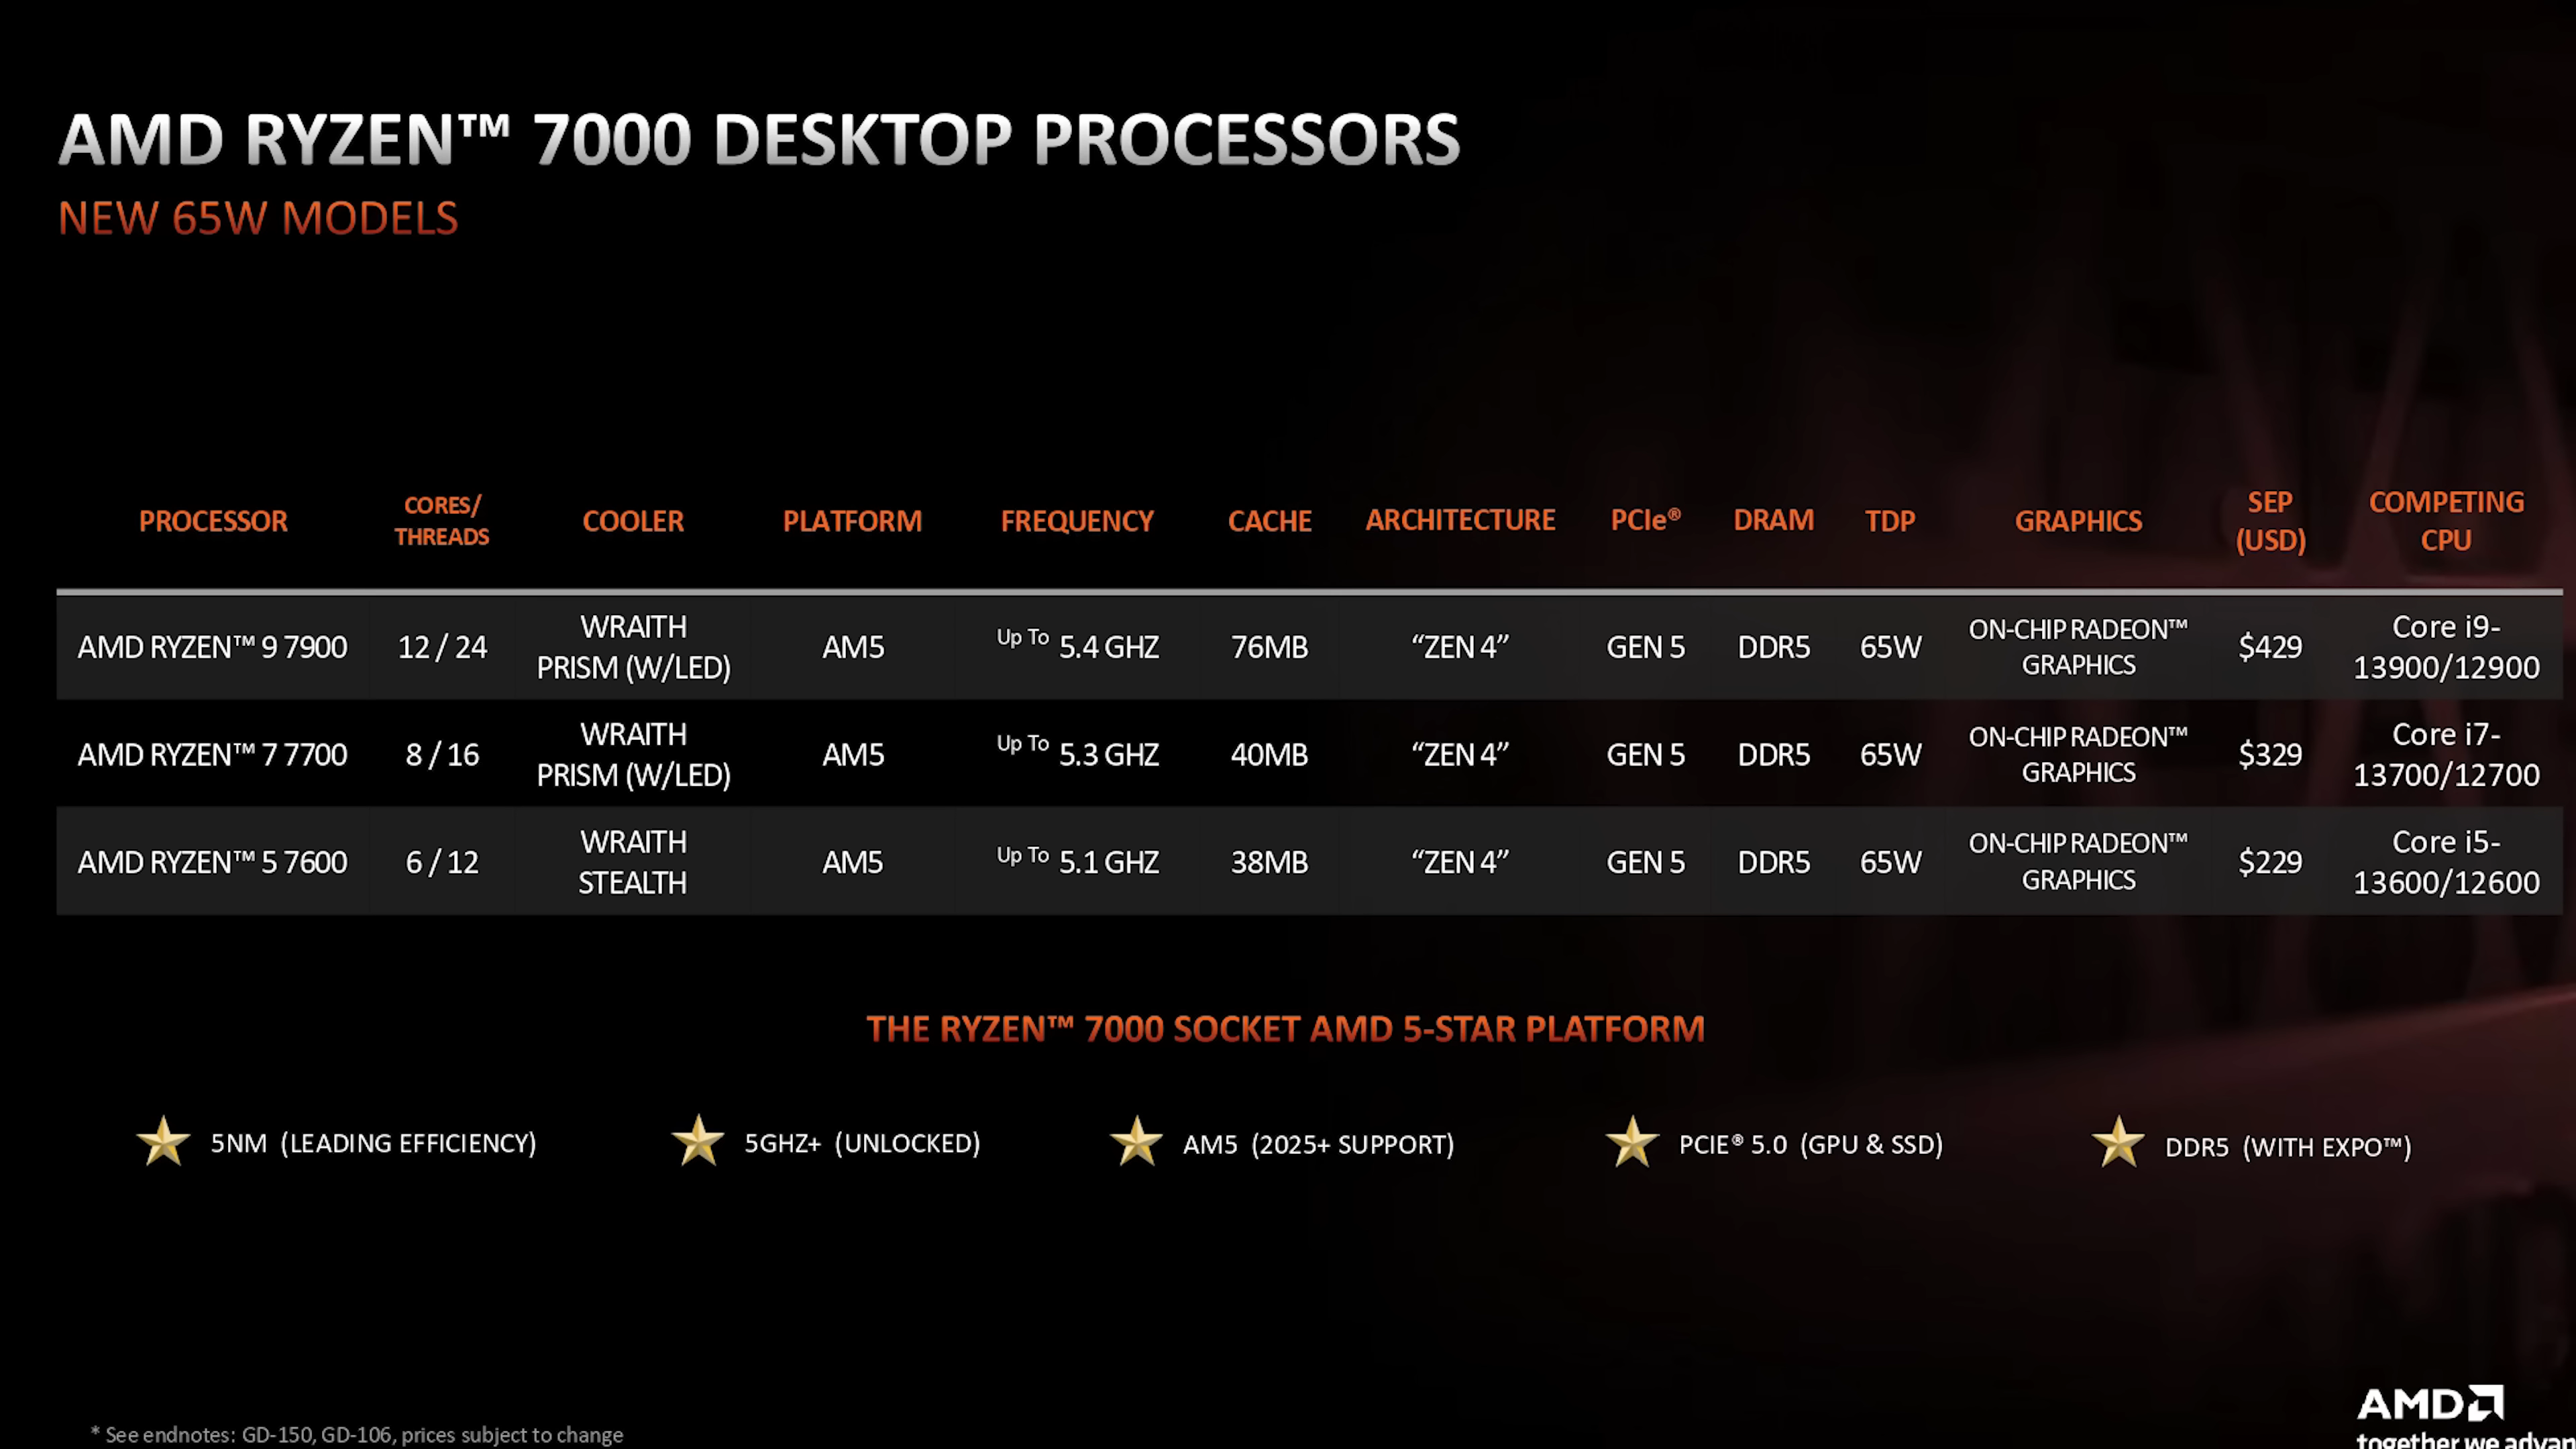 AMD RYZEN™ 7000 DESKTOP PROCESSORS
NEW 65W MODELS
PROCESSOR CORES/ THREADS COOLER PLATFORM FREQUENCY CACHE ARCHITECTURE PCIe® DRAM TDP GRAPHICS SEP (USD) COMPETING CPU
AMD RYZEN™ 9 7900 12 / 24 WRAITH PRISM (W/LED) AM5 Up To 5.4 GHZ 76MB “ZEN 4” GEN 5 DDR5 65W ON-CHIP RADEON™ GRAPHICS $429 Core i9-13900/12900
AMD RYZEN™ 7 7700 8 / 16 WRAITH PRISM (W/LED) AM5 Up To 5.3 GHZ 40MB “ZEN 4” GEN 5 DDR5 65W ON-CHIP RADEON™ GRAPHICS $329 Core i7-13700/12700
AMD RYZEN™ 5 7600 6 / 12 WRAITH STEALTH AM5 Up To 5.1 GHZ 38MB “ZEN 4” GEN 5 DDR5 65W ON-CHIP RADEON™ GRAPHICS $229 Core i5-13600/12600
THE RYZEN™ 7000 SOCKET AMD 5-STAR PLATFORM
5NM (LEADING EFFICIENCY) 5GHZ+ (UNLOCKED) AM5 (2025+ SUPPORT) PCIE® 5.0 (GPU & SSD) DDR5 (WITH EXPO™)
AMD
together we
* See endnotes: GD-150, GD-106, prices subject to change